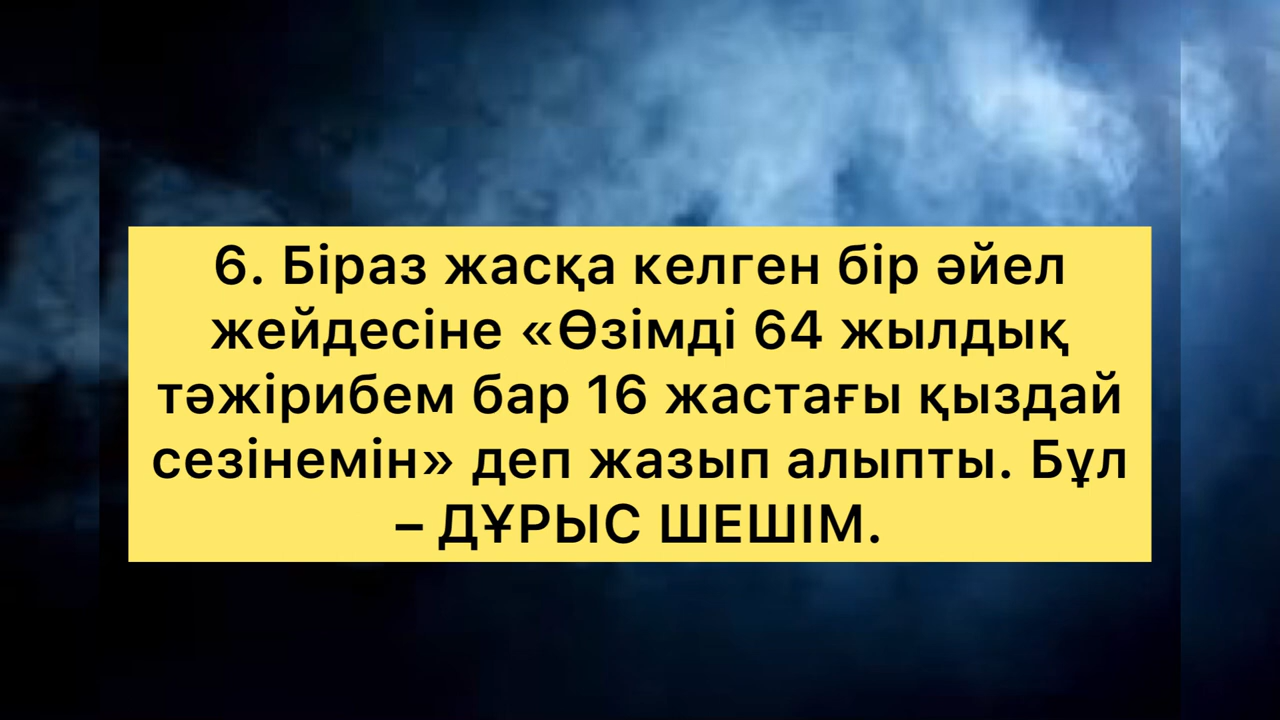 6. Біраз жасқа келген бір әйел
жейдесіне «Өзімді 64 жылдық
тәжірибем бар 16 жастағы қыздай
сезінемін» деп жазып алыпты. Бұл
– ДҰРЫС ШЕШІМ.